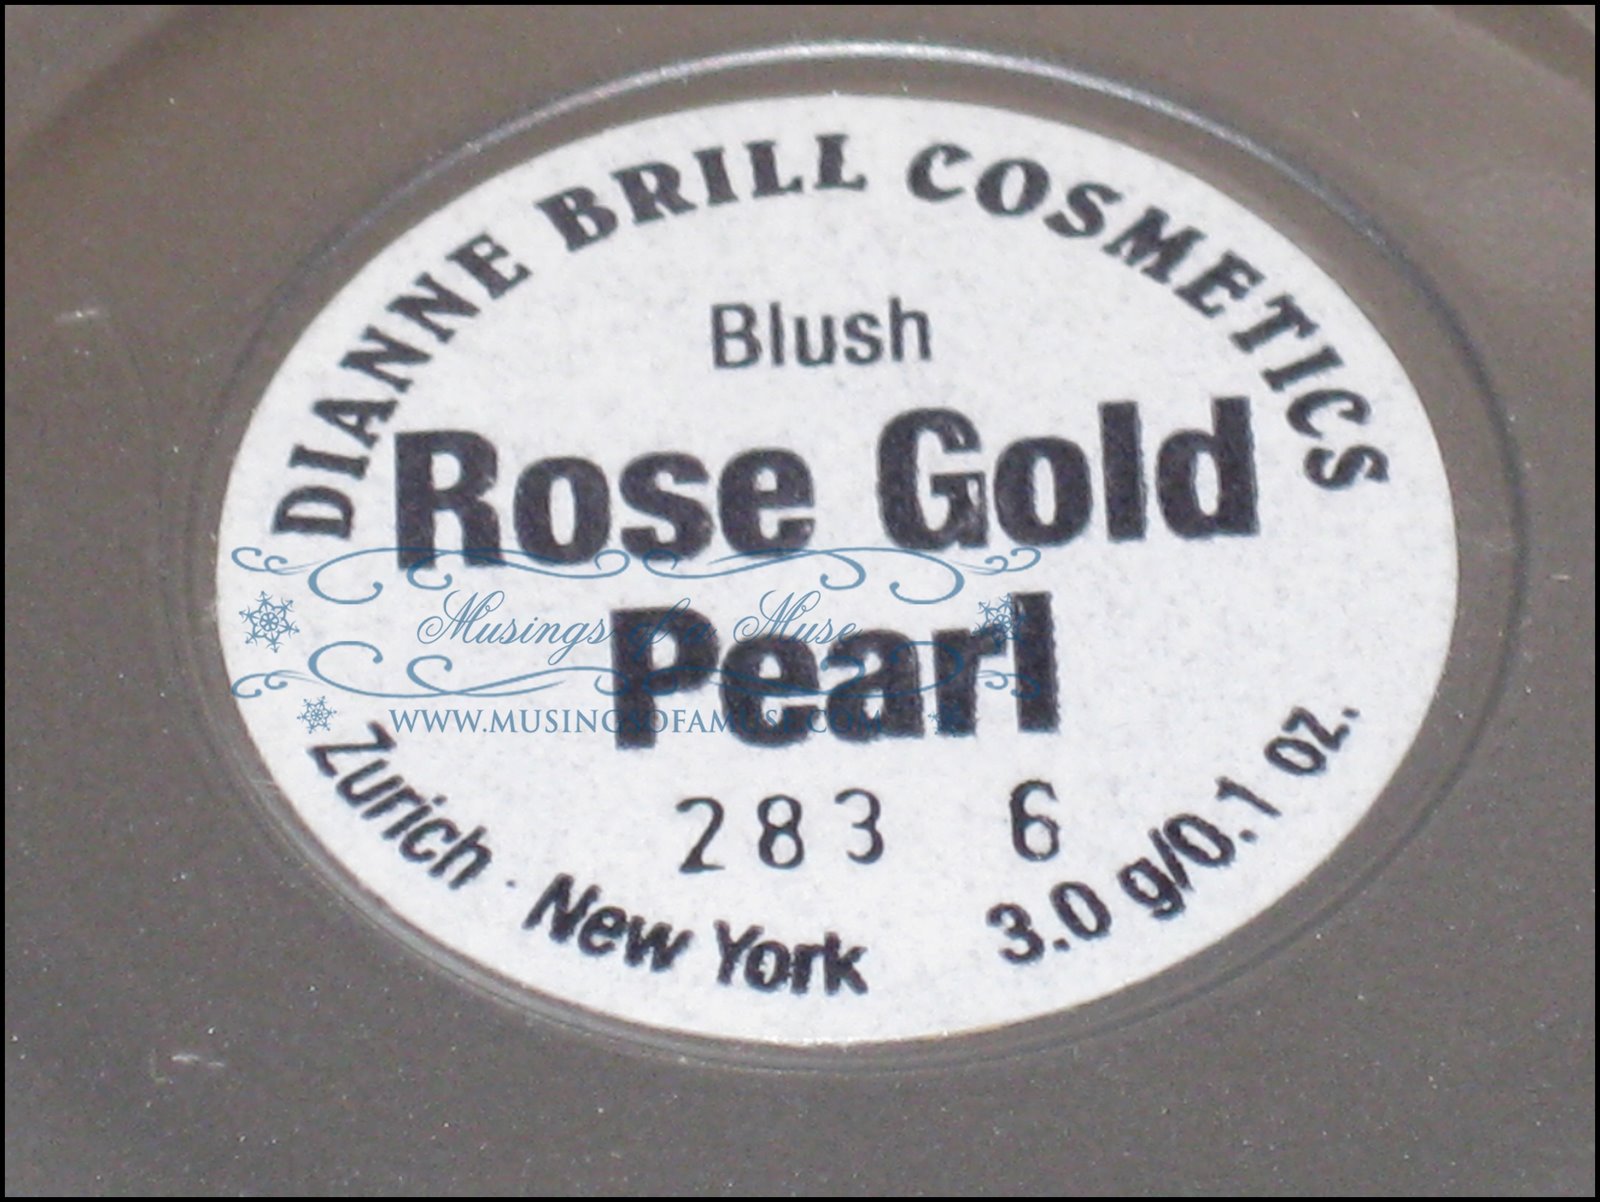 DIANNE BRILL COSMETICS
Blush
Rose Gold
Pearl
Musings of a Muse
WWW.MUSINGSOFAMUSE.COM
283 6
Zurich · New York 3.0 g/0.1 oz.